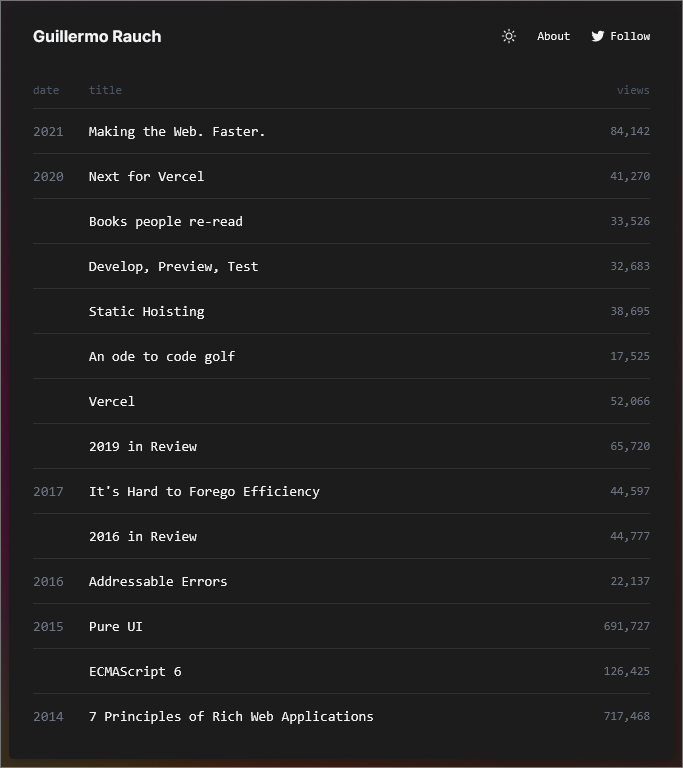 Guillermo Rauch About Follow
date title views
2021 Making the Web. Faster. 84,142
2020 Next for Vercel 41,270
Books people re-read 33,526
Develop, Preview, Test 32,683
Static Hoisting 38,695
An ode to code golf 17,525
Vercel 52,066
2019 in Review 65,720
2017 It's Hard to Forego Efficiency 44,597
2016 in Review 44,777
2016 Addressable Errors 22,137
2015 Pure UI 691,727
ECMAScript 6 126,425
2014 7 Principles of Rich Web Applications 717,468